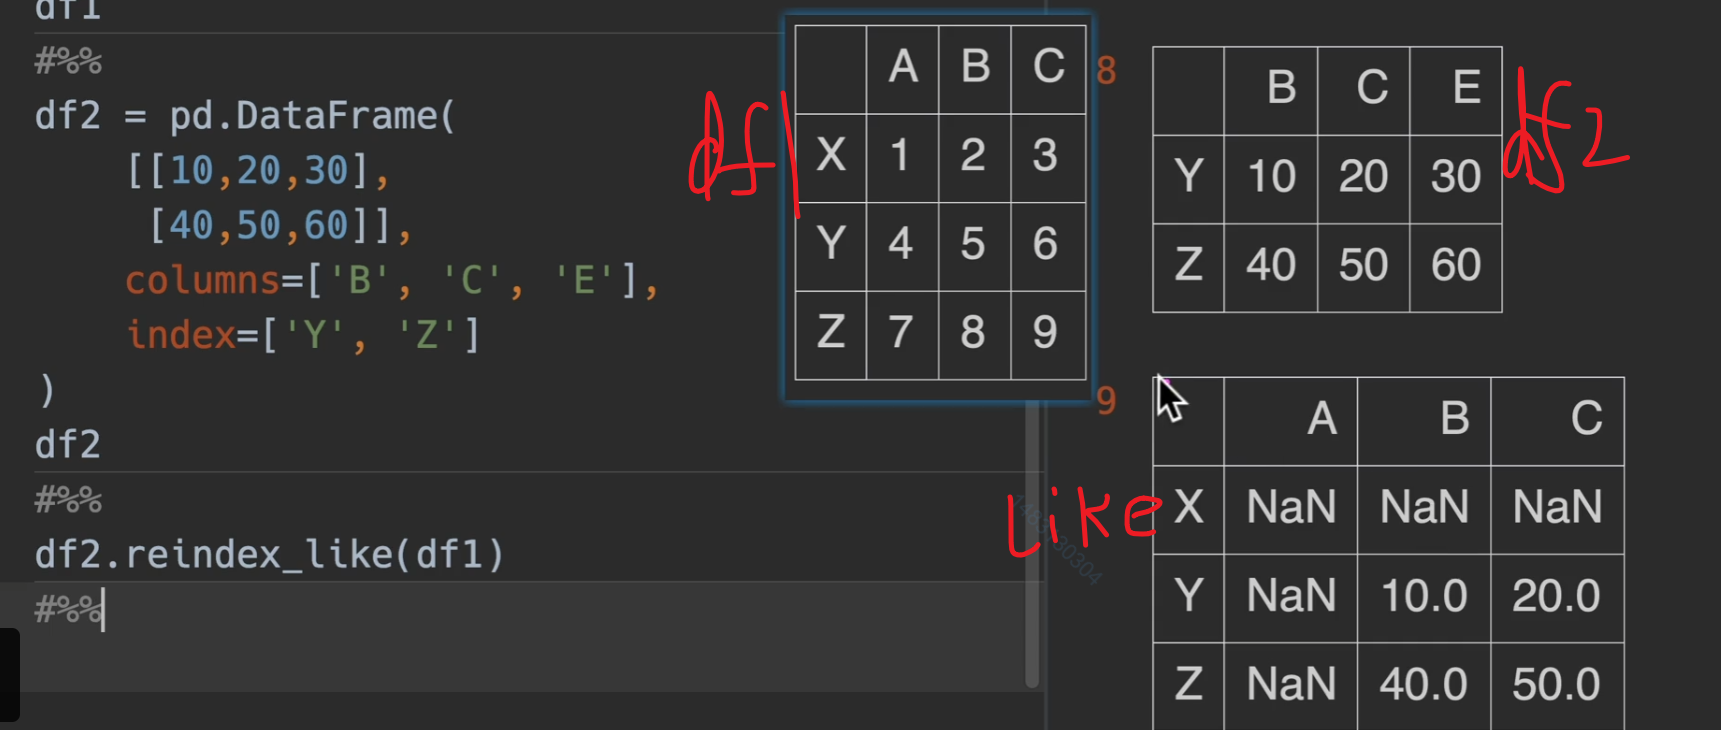 df1
#%%
df2 = pd.DataFrame(
[[10,20,30],
[40,50,60]],
columns=['B', 'C', 'E'],
index=['Y', 'Z']
)
df2
#%%
df2.reindex_like(df1)
#%%
df1
A B C
X 1 2 3
Y 4 5 6
Z 7 8 9
8
B C E
Y 10 20 30
Z 40 50 60
df2
9
Like
A B C
X NaN NaN NaN
Y NaN 10.0 20.0
Z NaN 40.0 50.0